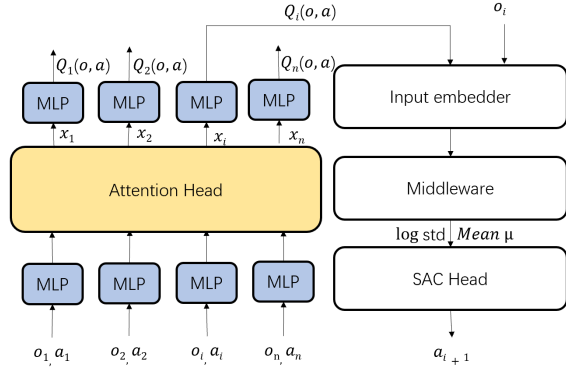 Q_i(o, a) o_i
Q_1(o, a) Q_2(o, a) Q_n(o, a)
MLP MLP MLP MLP Input embedder
x_1 x_2 x_i x_n
Attention Head Middleware
log std Mean μ
MLP MLP MLP MLP SAC Head
o_1, a_1 o_2, a_2 o_i, a_i o_n, a_n a_{i + 1}